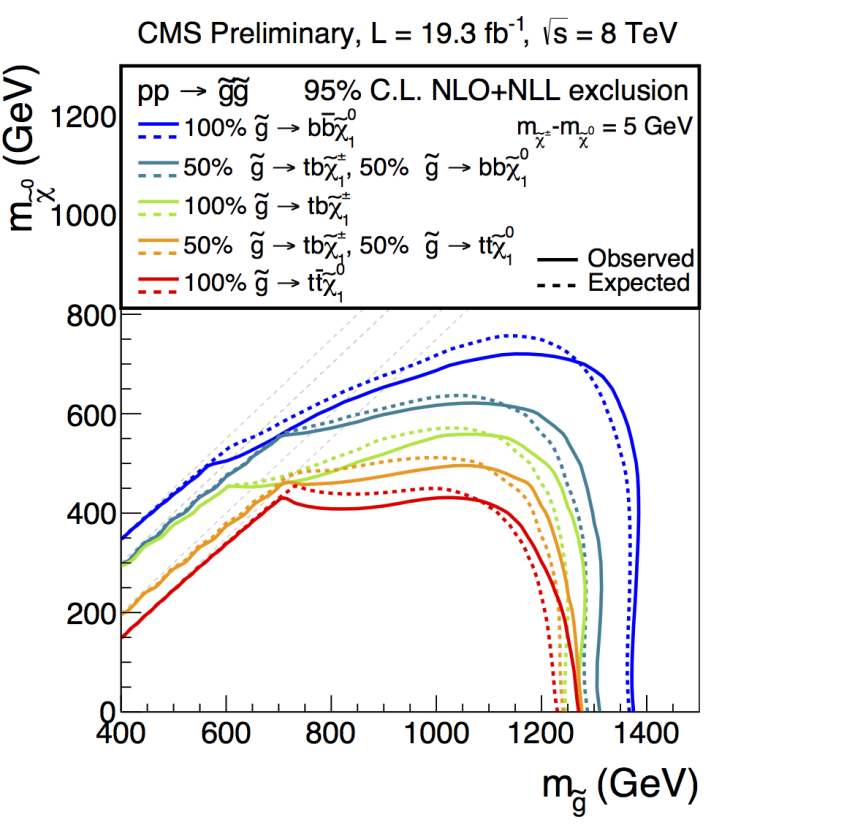 CMS Preliminary, L = 19.3 fb⁻¹, √s = 8 TeV
pp → g̃g̃ 95% C.L. NLO+NLL exclusion
100% g̃ → bb̄χ̃⁰₁
m_χ̃± - m_χ̃⁰ = 5 GeV
50% g̃ → tbχ̃±₁, 50% g̃ → bbχ̃⁰₁
100% g̃ → tbχ̃±₁
50% g̃ → tbχ̃±₁, 50% g̃ → ttχ̃⁰₁
100% g̃ → tt̄χ̃⁰₁
Observed
Expected
m_χ̃⁰ (GeV)
1200
1000
800
600
400
200
0
400 600 800 1000 1200 1400
m_g̃ (GeV)